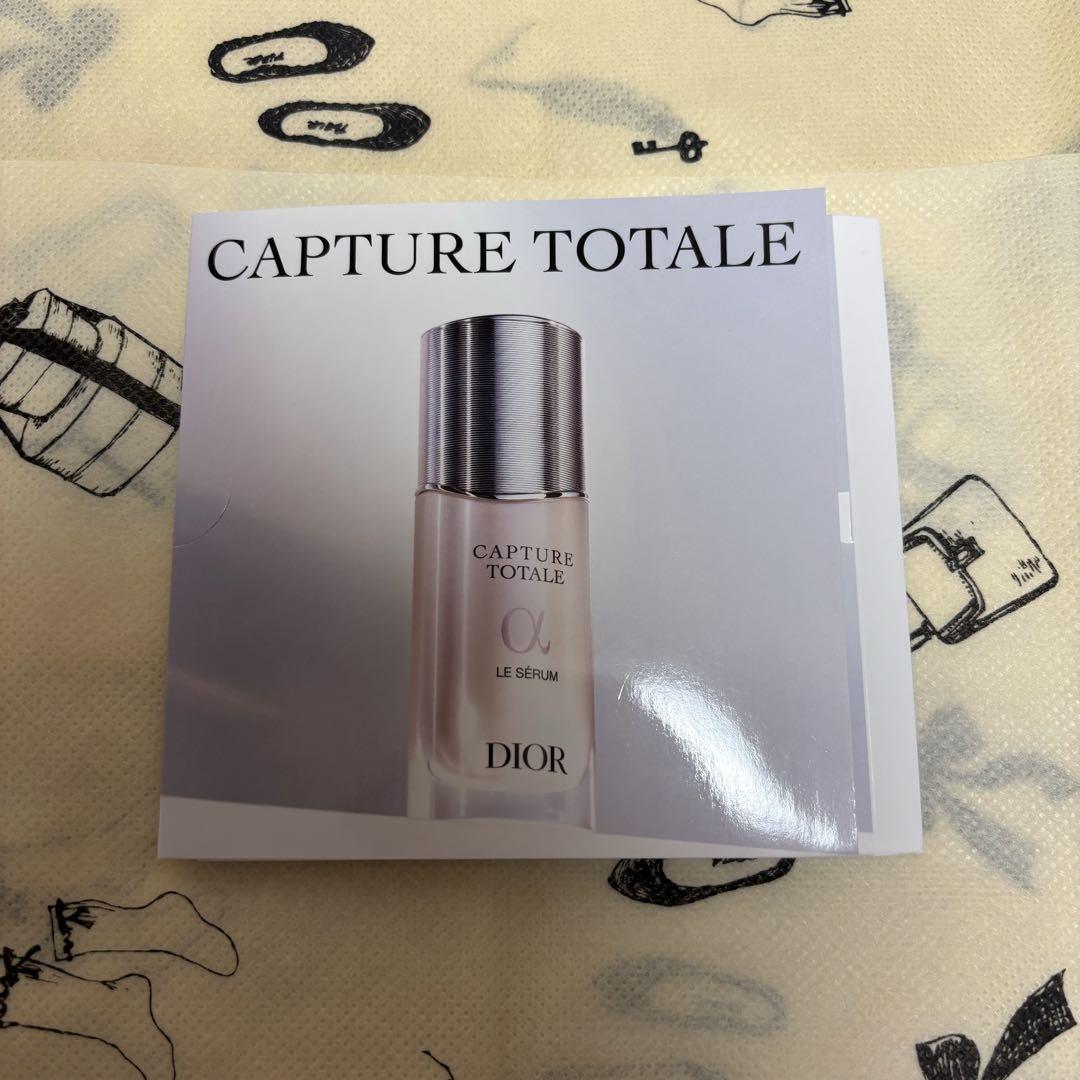 CAPTURE TOTALE
CAPTURE
TOTALE
α
LE SÉRUM
DIOR